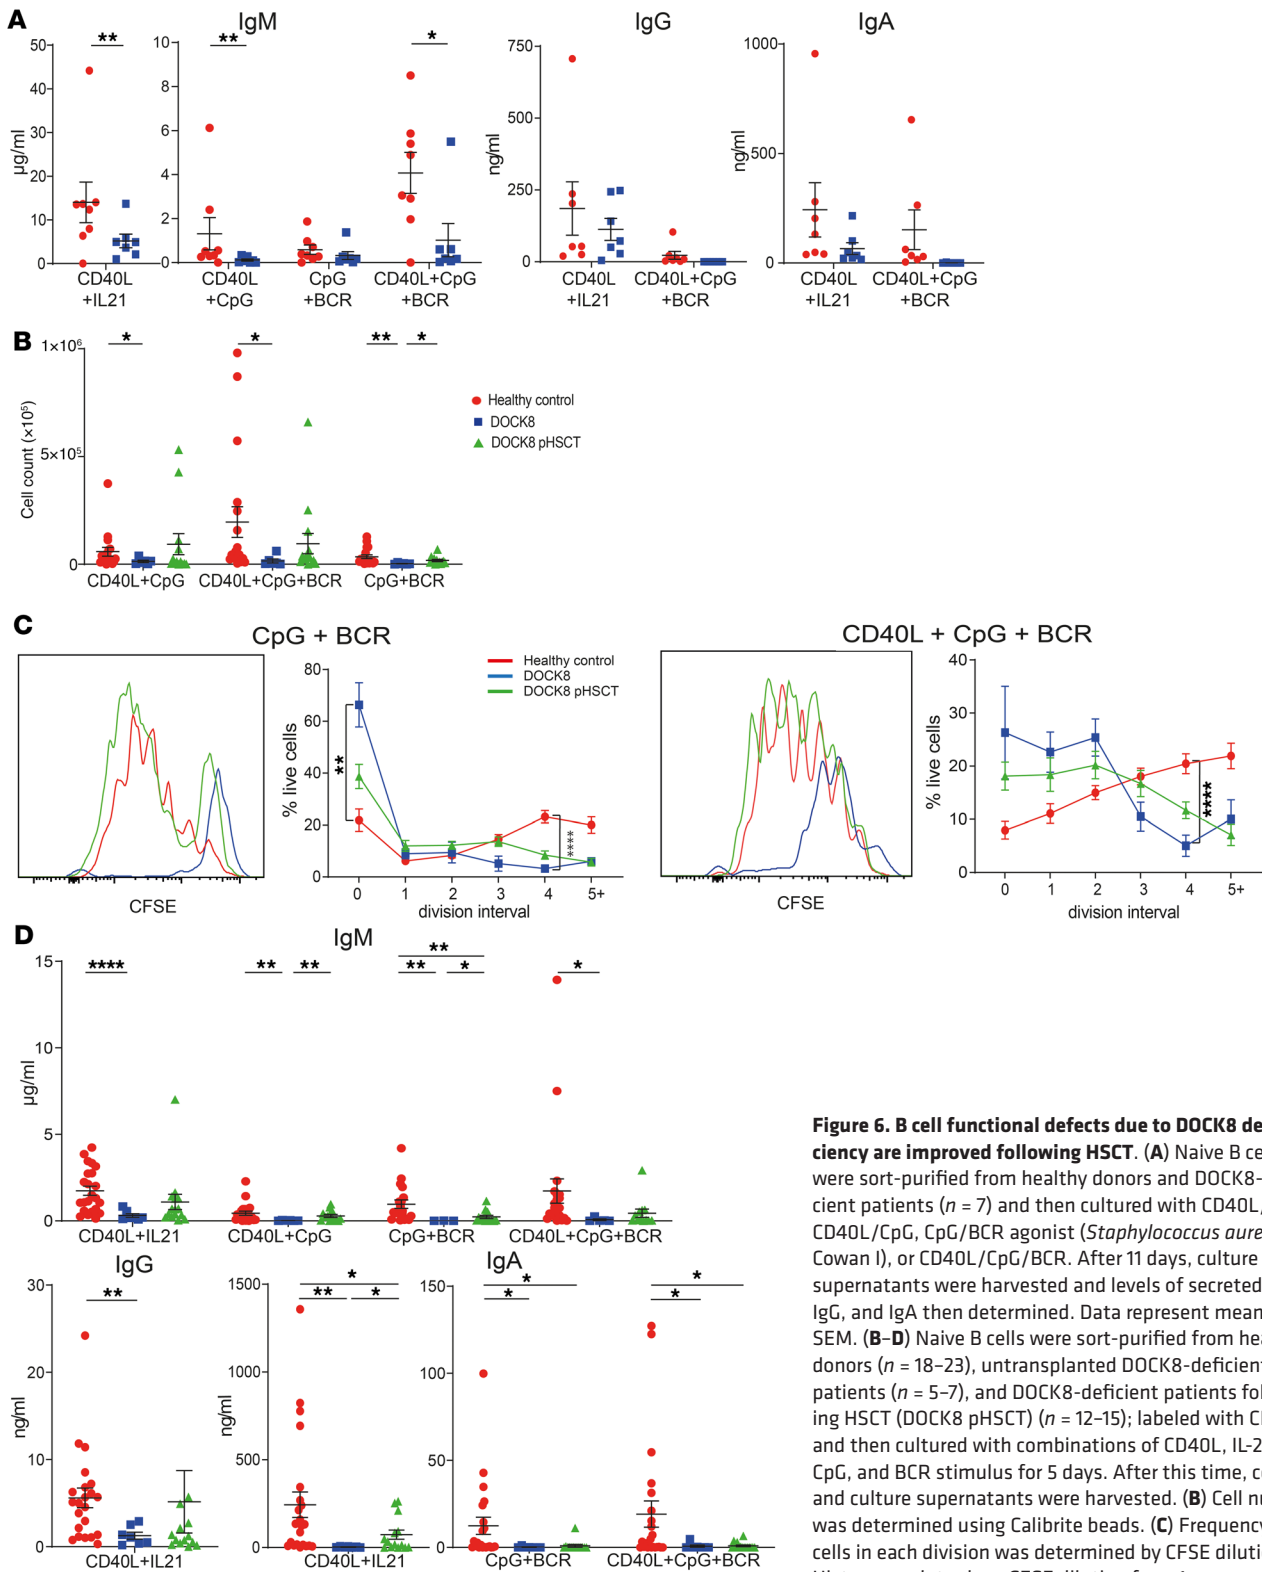 A
IgM
IgG
IgA
** ** *
50
40
30
20
10
0
µg/ml
10
8
6
4
2
0
750
500
250
0
ng/ml
1000
500
0
ng/ml
CD40L
+IL21
CD40L
+CpG
CpG
+BCR
CD40L+CpG
+BCR
CD40L
+IL21
CD40L+CpG
+BCR
CD40L
+IL21
CD40L+CpG
+BCR
B
* * ** *
1×10⁶
5×10⁵
0
Cell count (×10⁵)
CD40L+CpG CD40L+CpG+BCR CpG+BCR
Healthy control
DOCK8
DOCK8 pHSCT
C
CpG + BCR
CFSE
80
60
40
20
0
% live cells
**
****
0 1 2 3 4 5+
division interval
Healthy control
DOCK8
DOCK8 pHSCT
CD40L + CpG + BCR
CFSE
40
30
20
10
0
% live cells
****
0 1 2 3 4 5+
division interval
D
IgM
**** ** ** ** ** * *
15
10
5
0
µg/ml
CD40L+IL21 CD40L+CpG CpG+BCR CD40L+CpG+BCR
IgG
**
30
20
10
0
ng/ml
CD40L+IL21
IgA
* ** *
1500
1000
500
0
ng/ml
CD40L+IL21
* * * *
150
100
50
0
CpG+BCR CD40L+CpG+BCR
Figure 6. B cell functional defects due to DOCK8 de
ciency are improved following HSCT. (A) Naive B ce
were sort-purified from healthy donors and DOCK8-
cient patients (n = 7) and then cultured with CD40L/
CD40L/CpG, CpG/BCR agonist (Staphylococcus aure
Cowan I), or CD40L/CpG/BCR. After 11 days, culture
supernatants were harvested and levels of secreted
IgG, and IgA then determined. Data represent mean
SEM. (B–D) Naive B cells were sort-purified from hea
donors (n = 18–23), untransplanted DOCK8-deficient
patients (n = 5–7), and DOCK8-deficient patients fol
ing HSCT (DOCK8 pHSCT) (n = 12–15); labeled with C
and then cultured with combinations of CD40L, IL-2
CpG, and BCR stimulus for 5 days. After this time, ce
and culture supernatants were harvested. (B) Cell nu
was determined using Calibrite beads. (C) Frequency
cells in each division was determined by CFSE dilutio